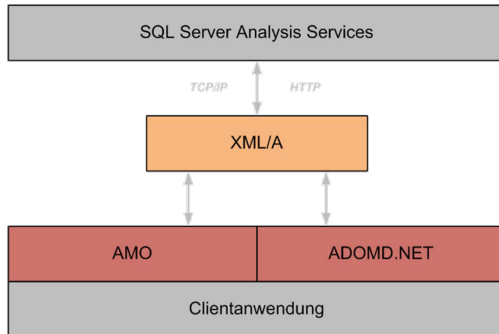 SQL Server Analysis Services
TCP/IP HTTP
XML/A
AMO ADOMD.NET
Clientanwendung